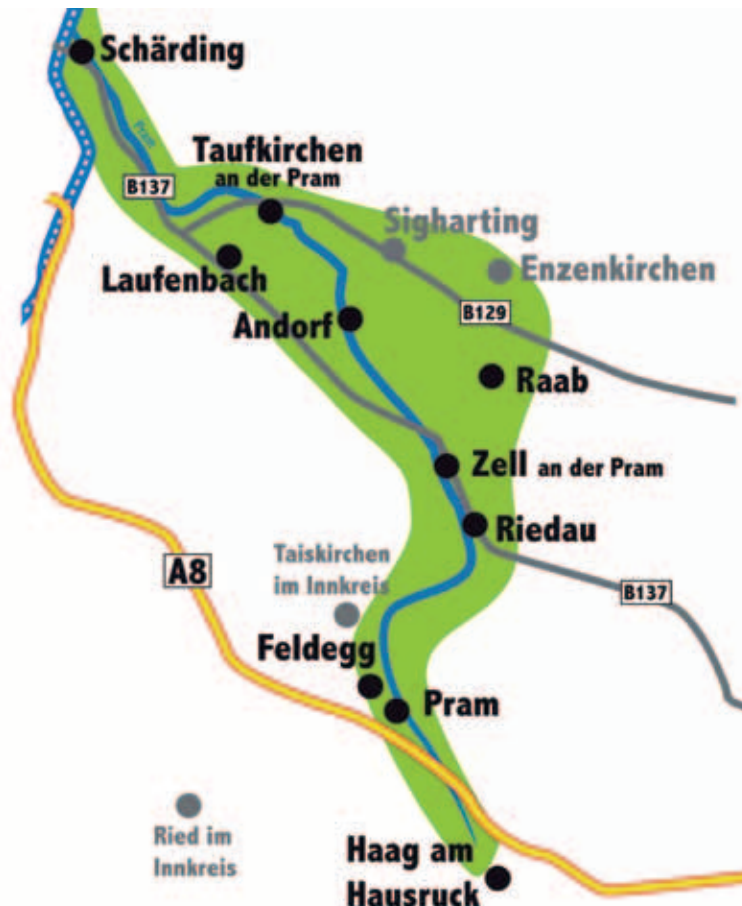 Schärding
Pram
Taufkirchen
an der Pram
B137
Sigharting
Laufenbach
Enzenkirchen
Andorf
B129
Raab
Zell an der Pram
Riedau
Taiskirchen
im Innkreis
A8
B137
Feldegg
Pram
Ried im
Innkreis
Haag am
Hausruck